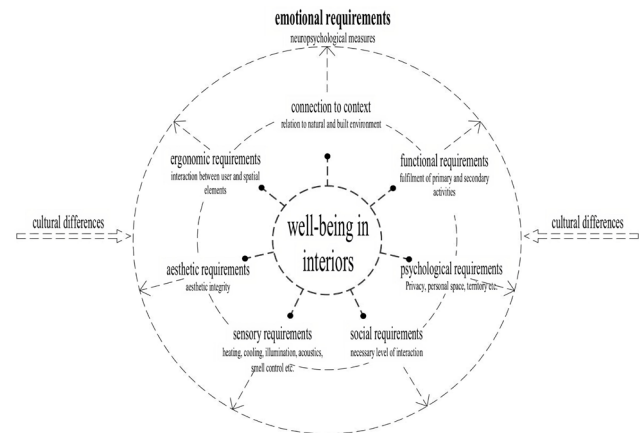 emotional requirements
neuropsychological measures
connection to context
relation to natural and built environment
ergonomic requirements
interaction between user and spatial
elements
functional requirements
fulfilment of primary and secondary
activities
cultural differences
well-being in
interiors
cultural differences
aesthetic requirements
aesthetic integrity
psychological requirements
Privacy, personal space, territory etc.
sensory requirements
heating, cooling, illumination, acoustics,
smell control etc.
social requirements
necessary level of interaction